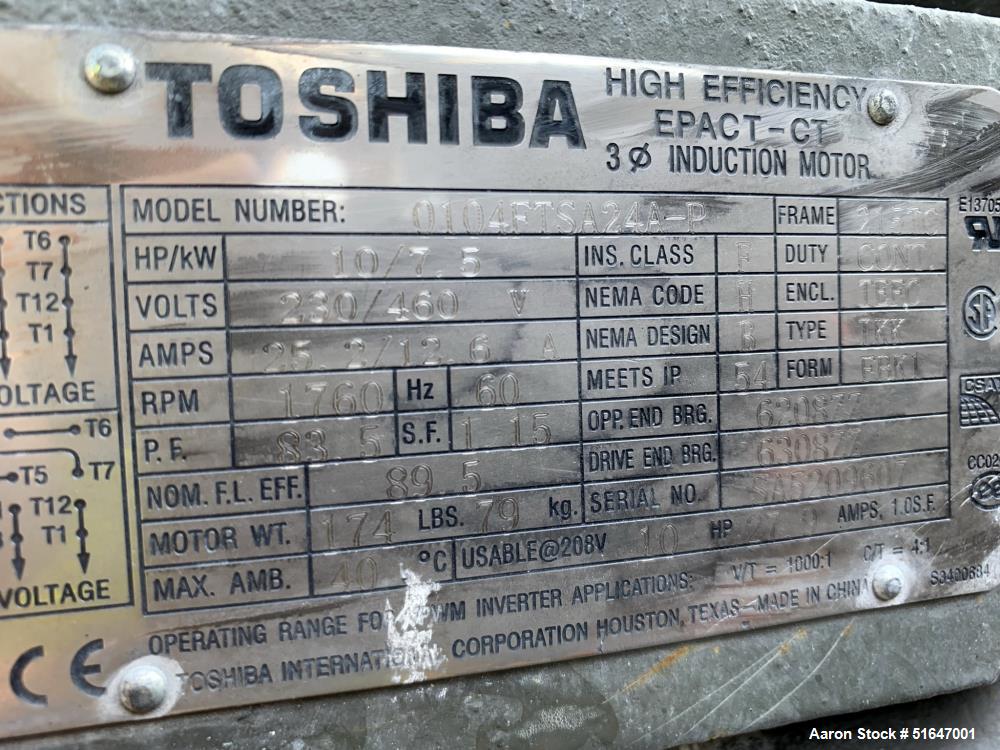 TOSHIBA
HIGH EFFICIENCY
EPACT-CT
3Ø INDUCTION MOTOR
CTIONS
T6
T7
T12
T1
OLTAGE
T6
T5 T7
T12
T1
VOLTAGE
MODEL NUMBER: 0104FTSA24A-P FRAME
HP/kW 10/7.5 INS. CLASS F DUTY CONT
VOLTS 230/460 V NEMA CODE H ENCL.
AMPS 25.2/12.6 A NEMA DESIGN B TYPE TKK
RPM 1760 Hz 60 MEETS IP 54 FORM FBK1
P.F. 83.5 S.F. 1.15 OPP. END BRG. 6208ZZ
NOM. F.L. EFF. 89.5 DRIVE END BRG. 6308ZZ
MOTOR WT. 174 LBS. 79 kg. SERIAL NO.
MAX. AMB. 40 °C USABLE@208V 10 HP AMPS, 1.0S.F.
OPERATING RANGE FOR PWM INVERTER APPLICATIONS: V/T = 1000:1 C/T = 4:1
TOSHIBA INTERNATIONAL CORPORATION HOUSTON, TEXAS-MADE IN CHINA
CE
E13705
SA
CSA
CC02
Aaron Stock # 51647001